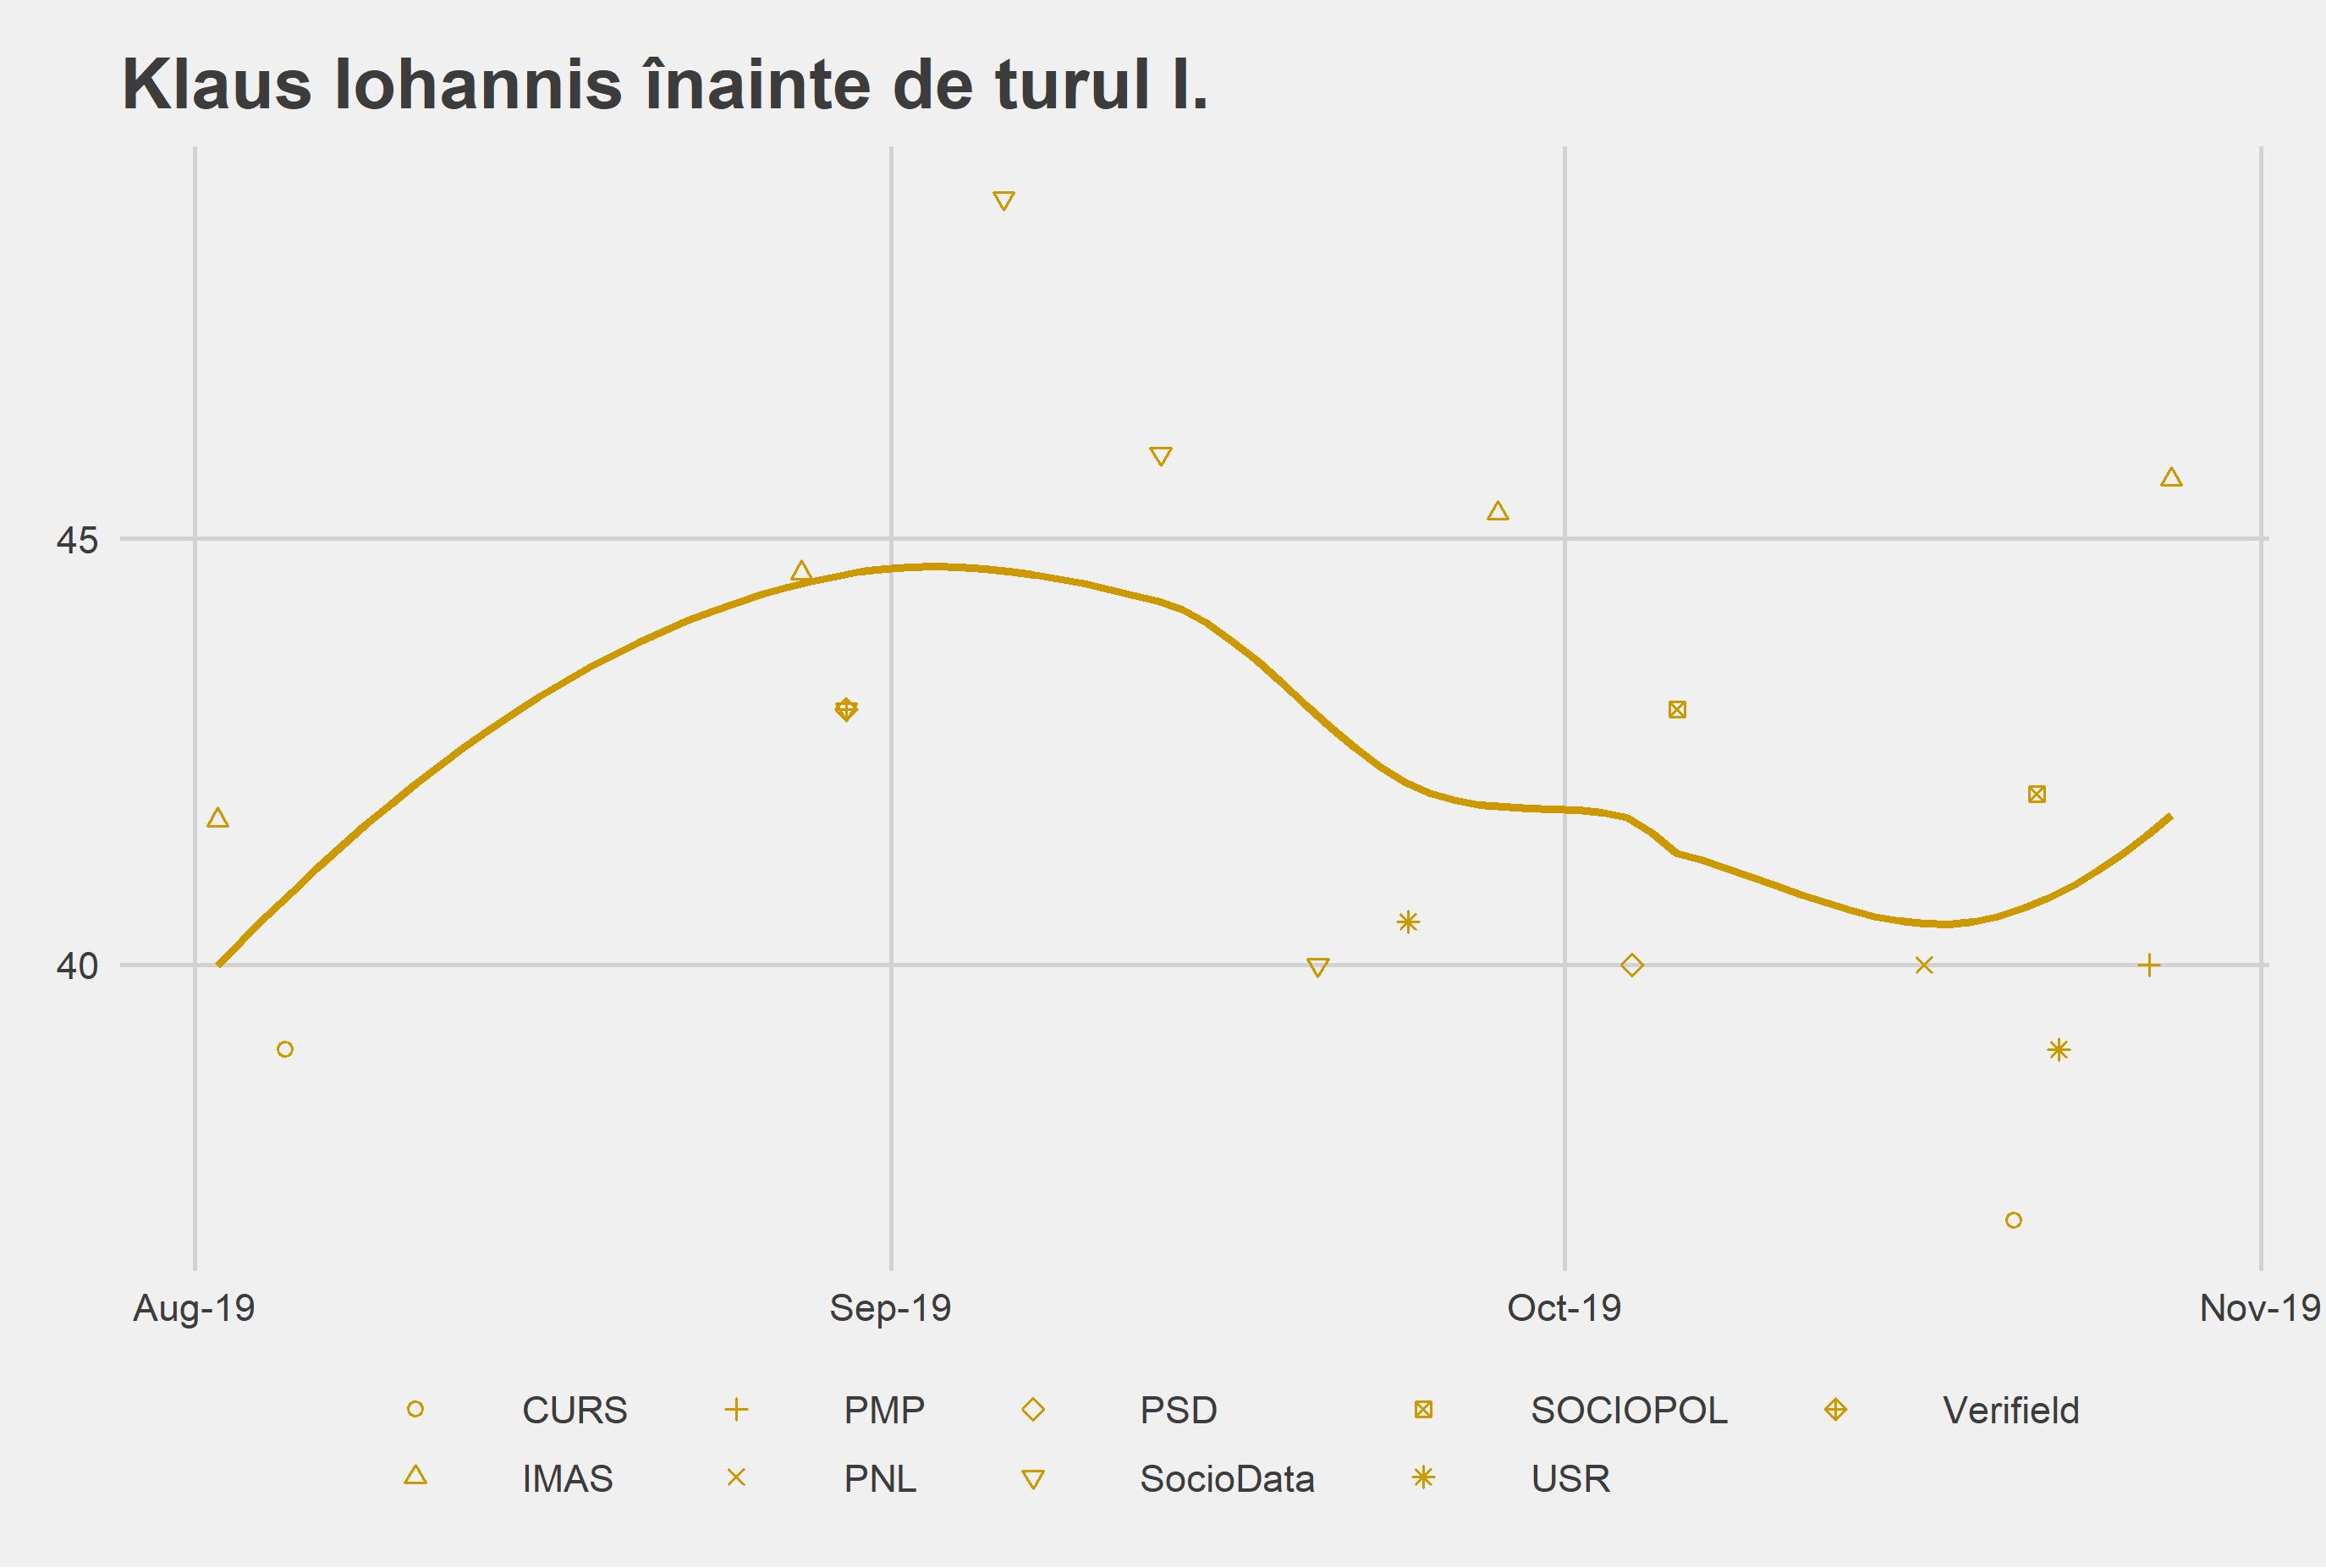 Klaus Iohannis înainte de turul I.
45
40
Aug-19 Sep-19 Oct-19 Nov-19
CURS PMP PSD SOCIOPOL Verifield
IMAS PNL SocioData USR